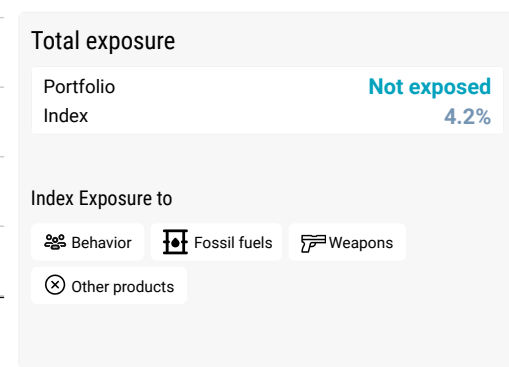 Total exposure
Portfolio Not exposed
Index 4.2%
Index Exposure to
Behavior Fossil fuels Weapons
Other products